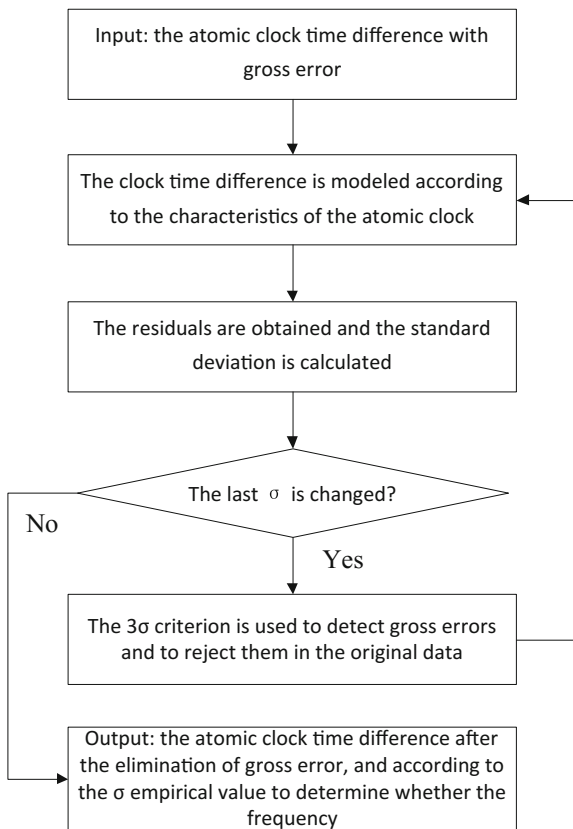 Input: the atomic clock time difference with
gross error
The clock time difference is modeled according
to the characteristics of the atomic clock
The residuals are obtained and the standard
deviation is calculated
The last σ is changed?
No
Yes
The 3σ criterion is used to detect gross errors
and to reject them in the original data
Output: the atomic clock time difference after
the elimination of gross error, and according to
the σ empirical value to determine whether the
frequency